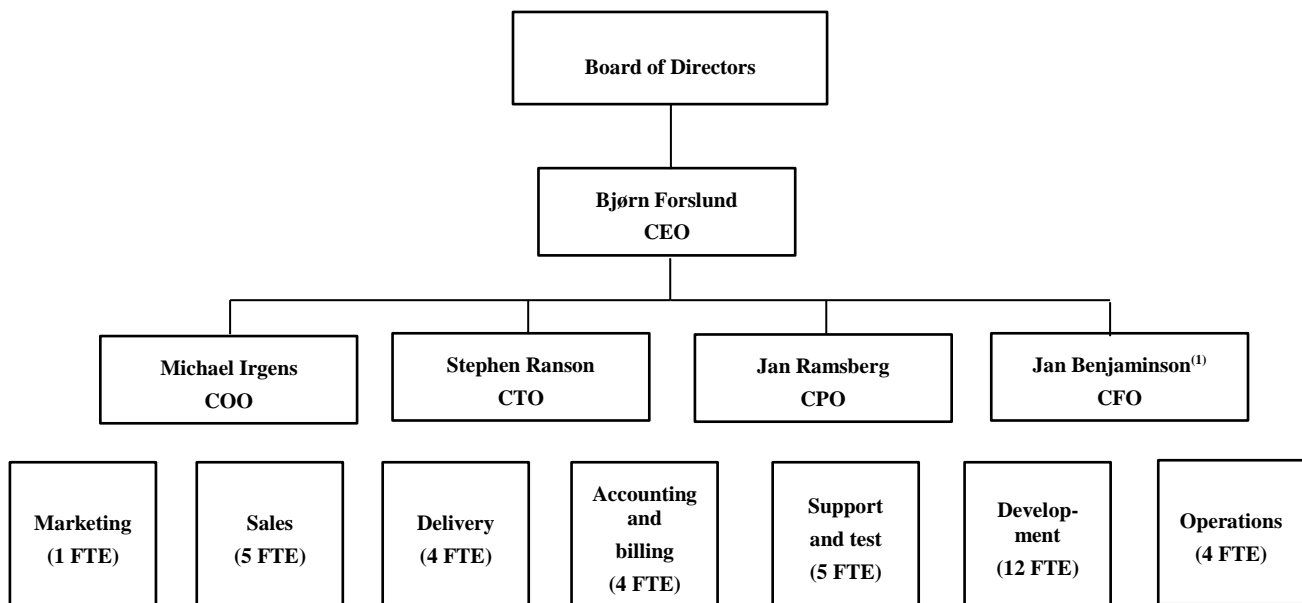 Board of Directors
Bjørn Forslund
CEO
Michael Irgens
COO
Stephen Ranson
CTO
Jan Ramsberg
CPO
Jan Benjaminson(1)
CFO
Marketing
(1 FTE)
Sales
(5 FTE)
Delivery
(4 FTE)
Accounting
and
billing
(4 FTE)
Support
and test
(5 FTE)
Develop-
ment
(12 FTE)
Operations
(4 FTE)